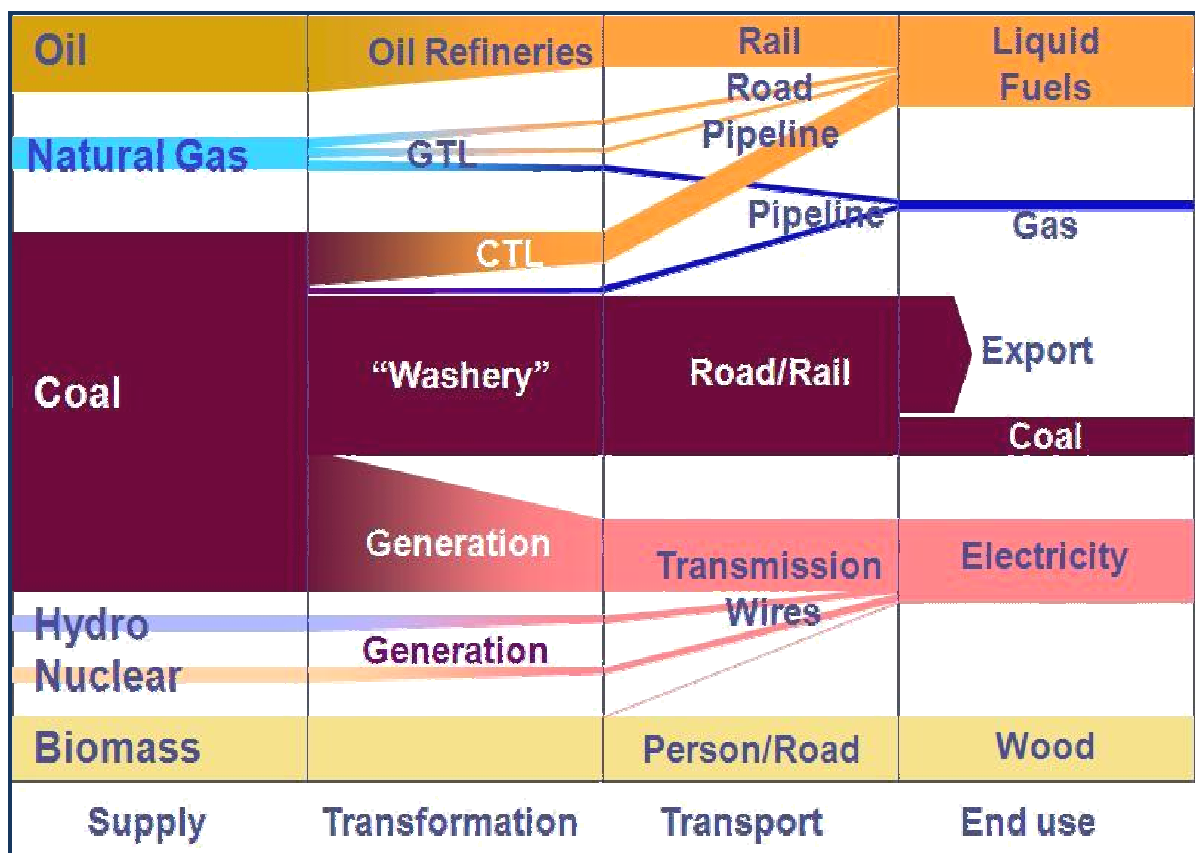 Oil
Oil Refineries
Rail
Liquid
Fuels
Road
Natural Gas
GTL
Pipeline
Pipeline
Gas
CTL
Coal
“Washery”
Road/Rail
Export
Coal
Generation
Transmission
Wires
Electricity
Hydro
Generation
Nuclear
Biomass
Person/Road
Wood
Supply
Transformation
Transport
End use